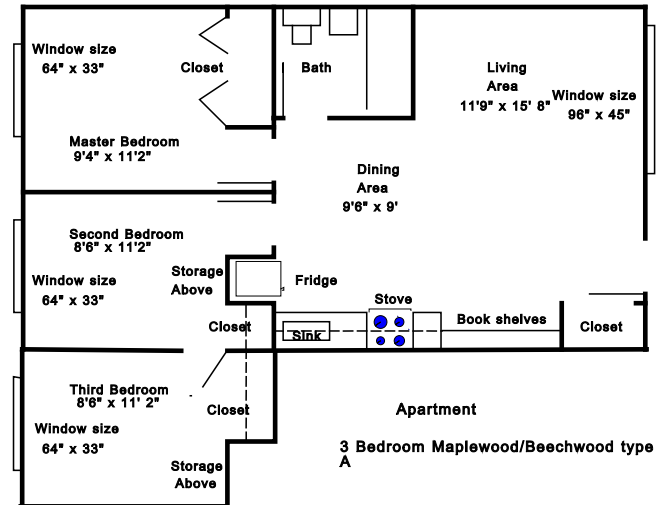 Window size
64" x 33"
Closet
Master Bedroom
9'4" x 11'2"
Bath
Living
Area
11'9" x 15' 8"
Window size
96" x 45"
Dining
Area
9'6" x 9'
Second Bedroom
8'6" x 11'2"
Window size
64" x 33"
Storage
Above
Fridge
Closet
Sink
Stove
Book shelves
Closet
Third Bedroom
8'6" x 11' 2"
Window size
64" x 33"
Closet
Storage
Above
Apartment
3 Bedroom Maplewood/Beechwood type
A